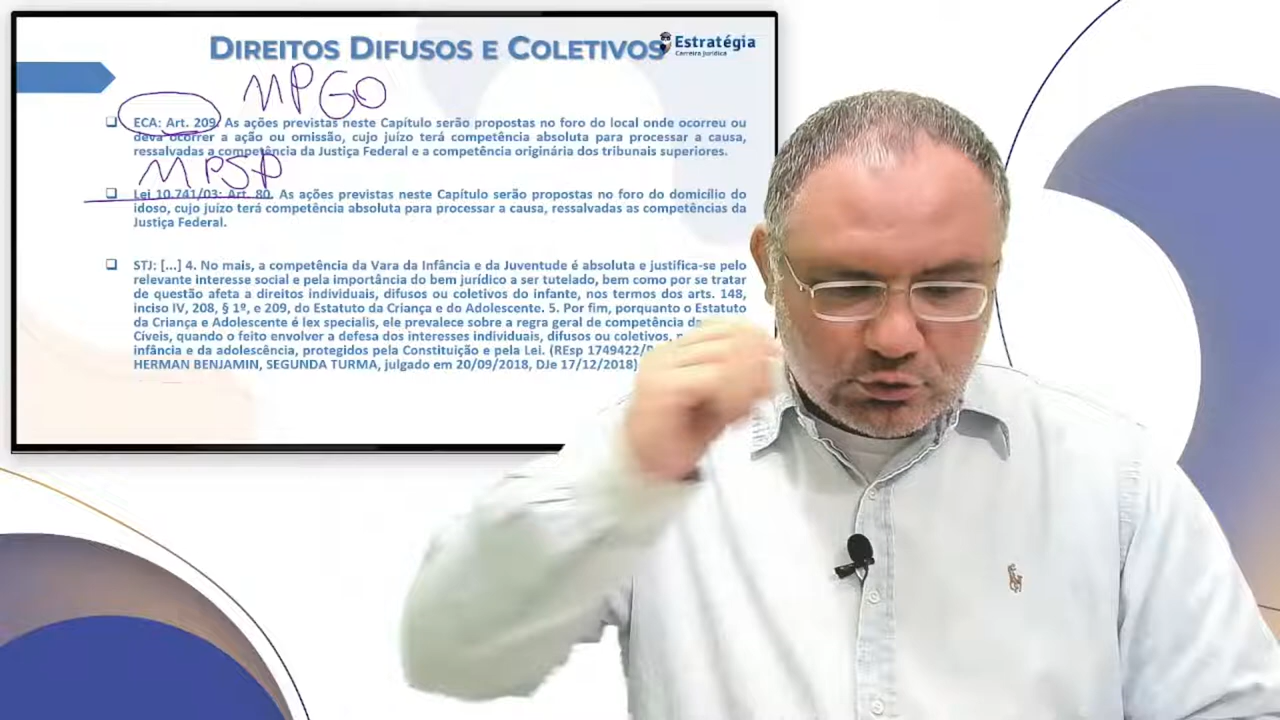 DIREITOS DIFUSOS E COLETIVOS
Estratégia
Carreira Jurídica
MPGO
ECA: Art. 209. As ações previstas neste Capítulo serão propostas no foro do local onde ocorreu ou
deva ocorrer a ação ou omissão, cujo juízo terá competência absoluta para processar a causa,
ressalvadas a competência da Justiça Federal e a competência originária dos tribunais superiores.
MPSP
Lei 10.741/03: Art. 80. As ações previstas neste Capítulo serão propostas no foro do domicílio do
idoso, cujo juízo terá competência absoluta para processar a causa, ressalvadas as competências da
Justiça Federal.
STJ: [...] 4. No mais, a competência da Vara da Infância e da Juventude é absoluta e justifica-se pelo
relevante interesse social e pela importância do bem jurídico a ser tutelado, bem como por se tratar
de questão afeta a direitos individuais, difusos ou coletivos do infante, nos termos dos arts. 148,
inciso IV, 208, § 1º, e 209, do Estatuto da Criança e do Adolescente. 5. Por fim, porquanto o Estatuto
da Criança e Adolescente é lex specialis, ele prevalece sobre a regra geral de competência
Cíveis, quando o feito envolver a defesa dos interesses individuais, difusos ou coletivos,
infância e da adolescência, protegidos pela Constituição e pela Lei. (REsp 1749422/
HERMAN BENJAMIN, SEGUNDA TURMA, julgado em 20/09/2018, DJe 17/12/2018)